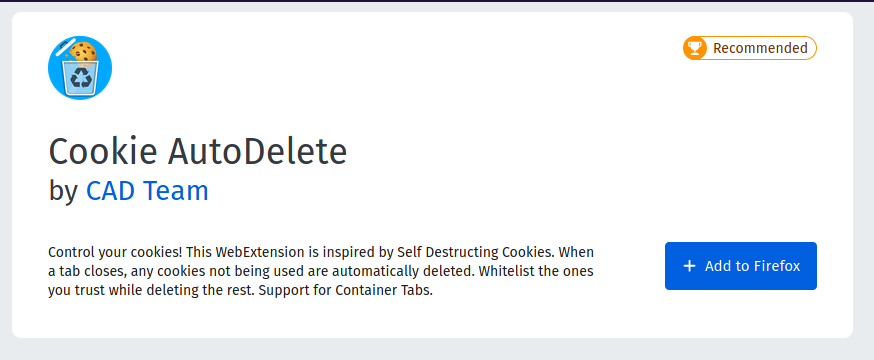 Recommended
Cookie AutoDelete
by CAD Team
Control your cookies! This WebExtension is inspired by Self Destructing Cookies. When
a tab closes, any cookies not being used are automatically deleted. Whitelist the ones
you trust while deleting the rest. Support for Container Tabs.
+ Add to Firefox